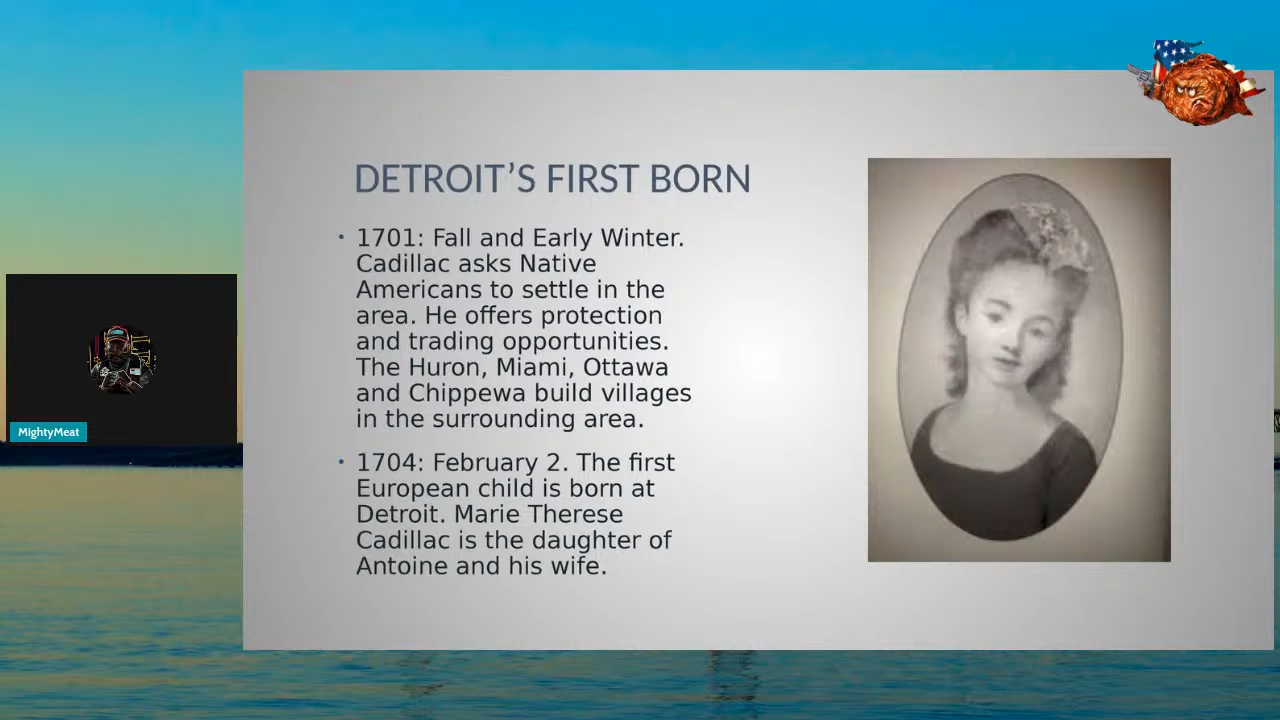 DETROIT’S FIRST BORN
• 1701: Fall and Early Winter.
Cadillac asks Native
Americans to settle in the
area. He offers protection
and trading opportunities.
The Huron, Miami, Ottawa
and Chippewa build villages
in the surrounding area.
• 1704: February 2. The first
European child is born at
Detroit. Marie Therese
Cadillac is the daughter of
Antoine and his wife.
MightyMeat